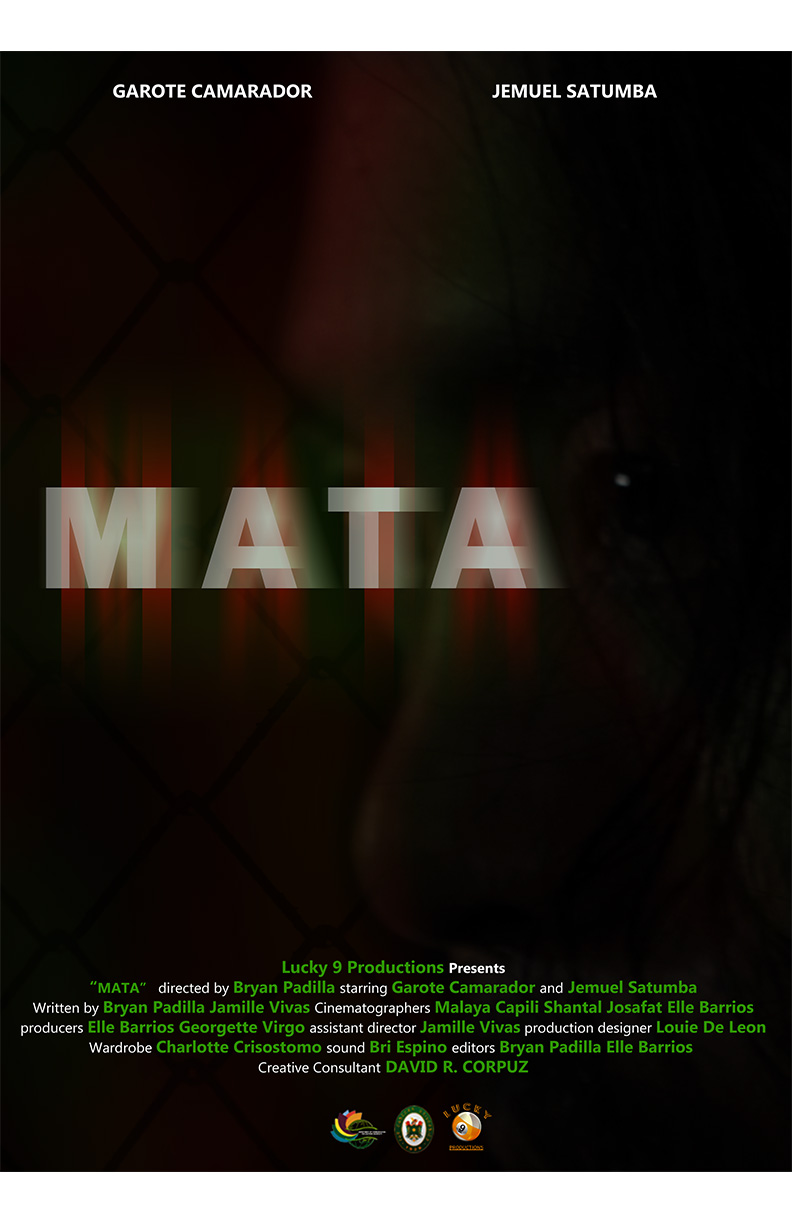 GAROTE CAMARADOR JEMUEL SATUMBA
MATA
Lucky 9 Productions Presents
“MATA” directed by Bryan Padilla starring Garote Camarador and Jemuel Satumba
Written by Bryan Padilla Jamille Vivas Cinematographers Malaya Capili Shantal Josafat Elle Barrios
producers Elle Barrios Georgette Virgo assistant director Jamille Vivas production designer Louie De Leon
Wardrobe Charlotte Crisostomo sound Bri Espino editors Bryan Padilla Elle Barrios
Creative Consultant DAVID R. CORPUZ
LUCKY
9
PRODUCTIONS